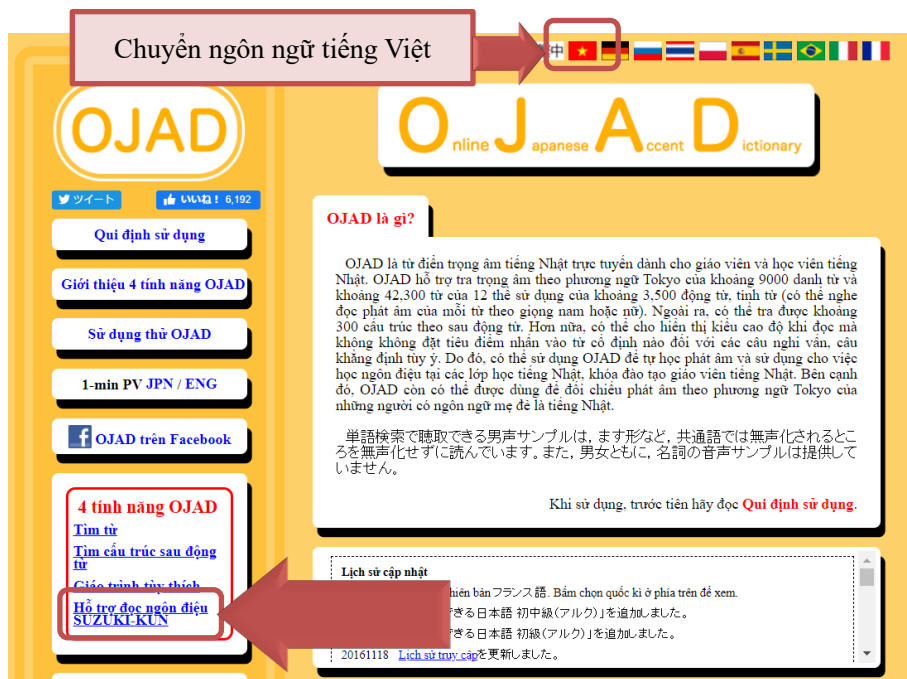 Chuyển ngôn ngữ tiếng Việt
中
OJAD
Online Japanese Accent Dictionary
ツイート
いいね！ 6,192
Qui định sử dụng
Giới thiệu 4 tính năng OJAD
Sử dụng thử OJAD
1-min PV JPN / ENG
OJAD trên Facebook
4 tính năng OJAD
Tìm từ
Tìm cấu trúc sau động
từ
Giáo trình tùy thích
Hỗ trợ đọc ngôn điệu
SUZUKI-KUN
OJAD là gì?
OJAD là từ điển trọng âm tiếng Nhật trực tuyến dành cho giáo viên và học viên tiếng
Nhật. OJAD hỗ trợ tra trọng âm theo phương ngữ Tokyo của khoảng 9000 danh từ và
khoảng 42,300 từ của 12 thể sử dụng của khoảng 3,500 động từ, tính từ (có thể nghe
đọc phát âm của mỗi từ theo giọng nam hoặc nữ). Ngoài ra, có thể tra được khoảng
300 cấu trúc theo sau động từ. Hơn nữa, có thể cho hiển thị kiểu cao độ khi đọc mà
không không đặt tiêu điểm nhấn vào từ cố định nào đối với các câu nghi vấn, câu
khẳng định tùy ý. Do đó, có thể sử dụng OJAD để tự học phát âm và sử dụng cho việc
học ngôn điệu tại các lớp học tiếng Nhật, khóa đào tạo giáo viên tiếng Nhật. Bên cạnh
đó, OJAD còn có thể được dùng để đối chiếu phát âm theo phương ngữ Tokyo của
những người có ngôn ngữ mẹ đẻ là tiếng Nhật.
単語検索で聴取できる男声サンプルは，ます形など，共通語では無声化されるとこ
ろを無声化せずに読んでいます。また，男女ともに，名詞の音声サンプルは提供して
いません。
Khi sử dụng, trước tiên hãy đọc Qui định sử dụng.
Lịch sử cập nhật
hiên bản フランス語. Bấm chọn quốc kì ở phía trên để xem.
できる日本語 初中級(アルク)」を追加しました。
できる日本語 初級(アルク)」を追加しました。
20161118 Lịch sử truy cậpを更新しました。